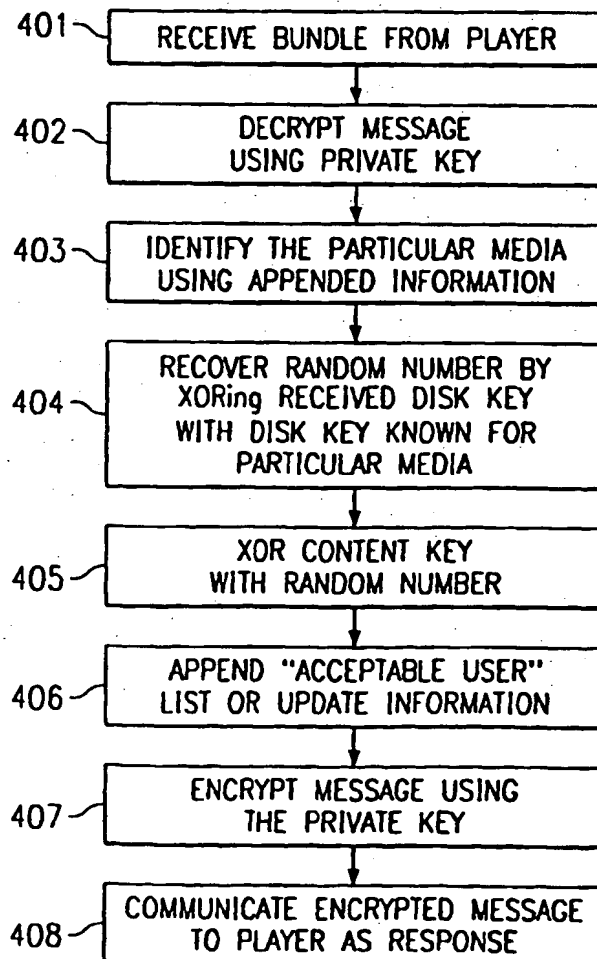 401
RECEIVE BUNDLE FROM PLAYER
402
DECRYPT MESSAGE
USING PRIVATE KEY
403
IDENTIFY THE PARTICULAR MEDIA
USING APPENDED INFORMATION
404
RECOVER RANDOM NUMBER BY
XORing RECEIVED DISK KEY
WITH DISK KEY KNOWN FOR
PARTICULAR MEDIA
405
XOR CONTENT KEY
WITH RANDOM NUMBER
406
APPEND "ACCEPTABLE USER"
LIST OR UPDATE INFORMATION
407
ENCRYPT MESSAGE USING
THE PRIVATE KEY
408
COMMUNICATE ENCRYPTED MESSAGE
TO PLAYER AS RESPONSE